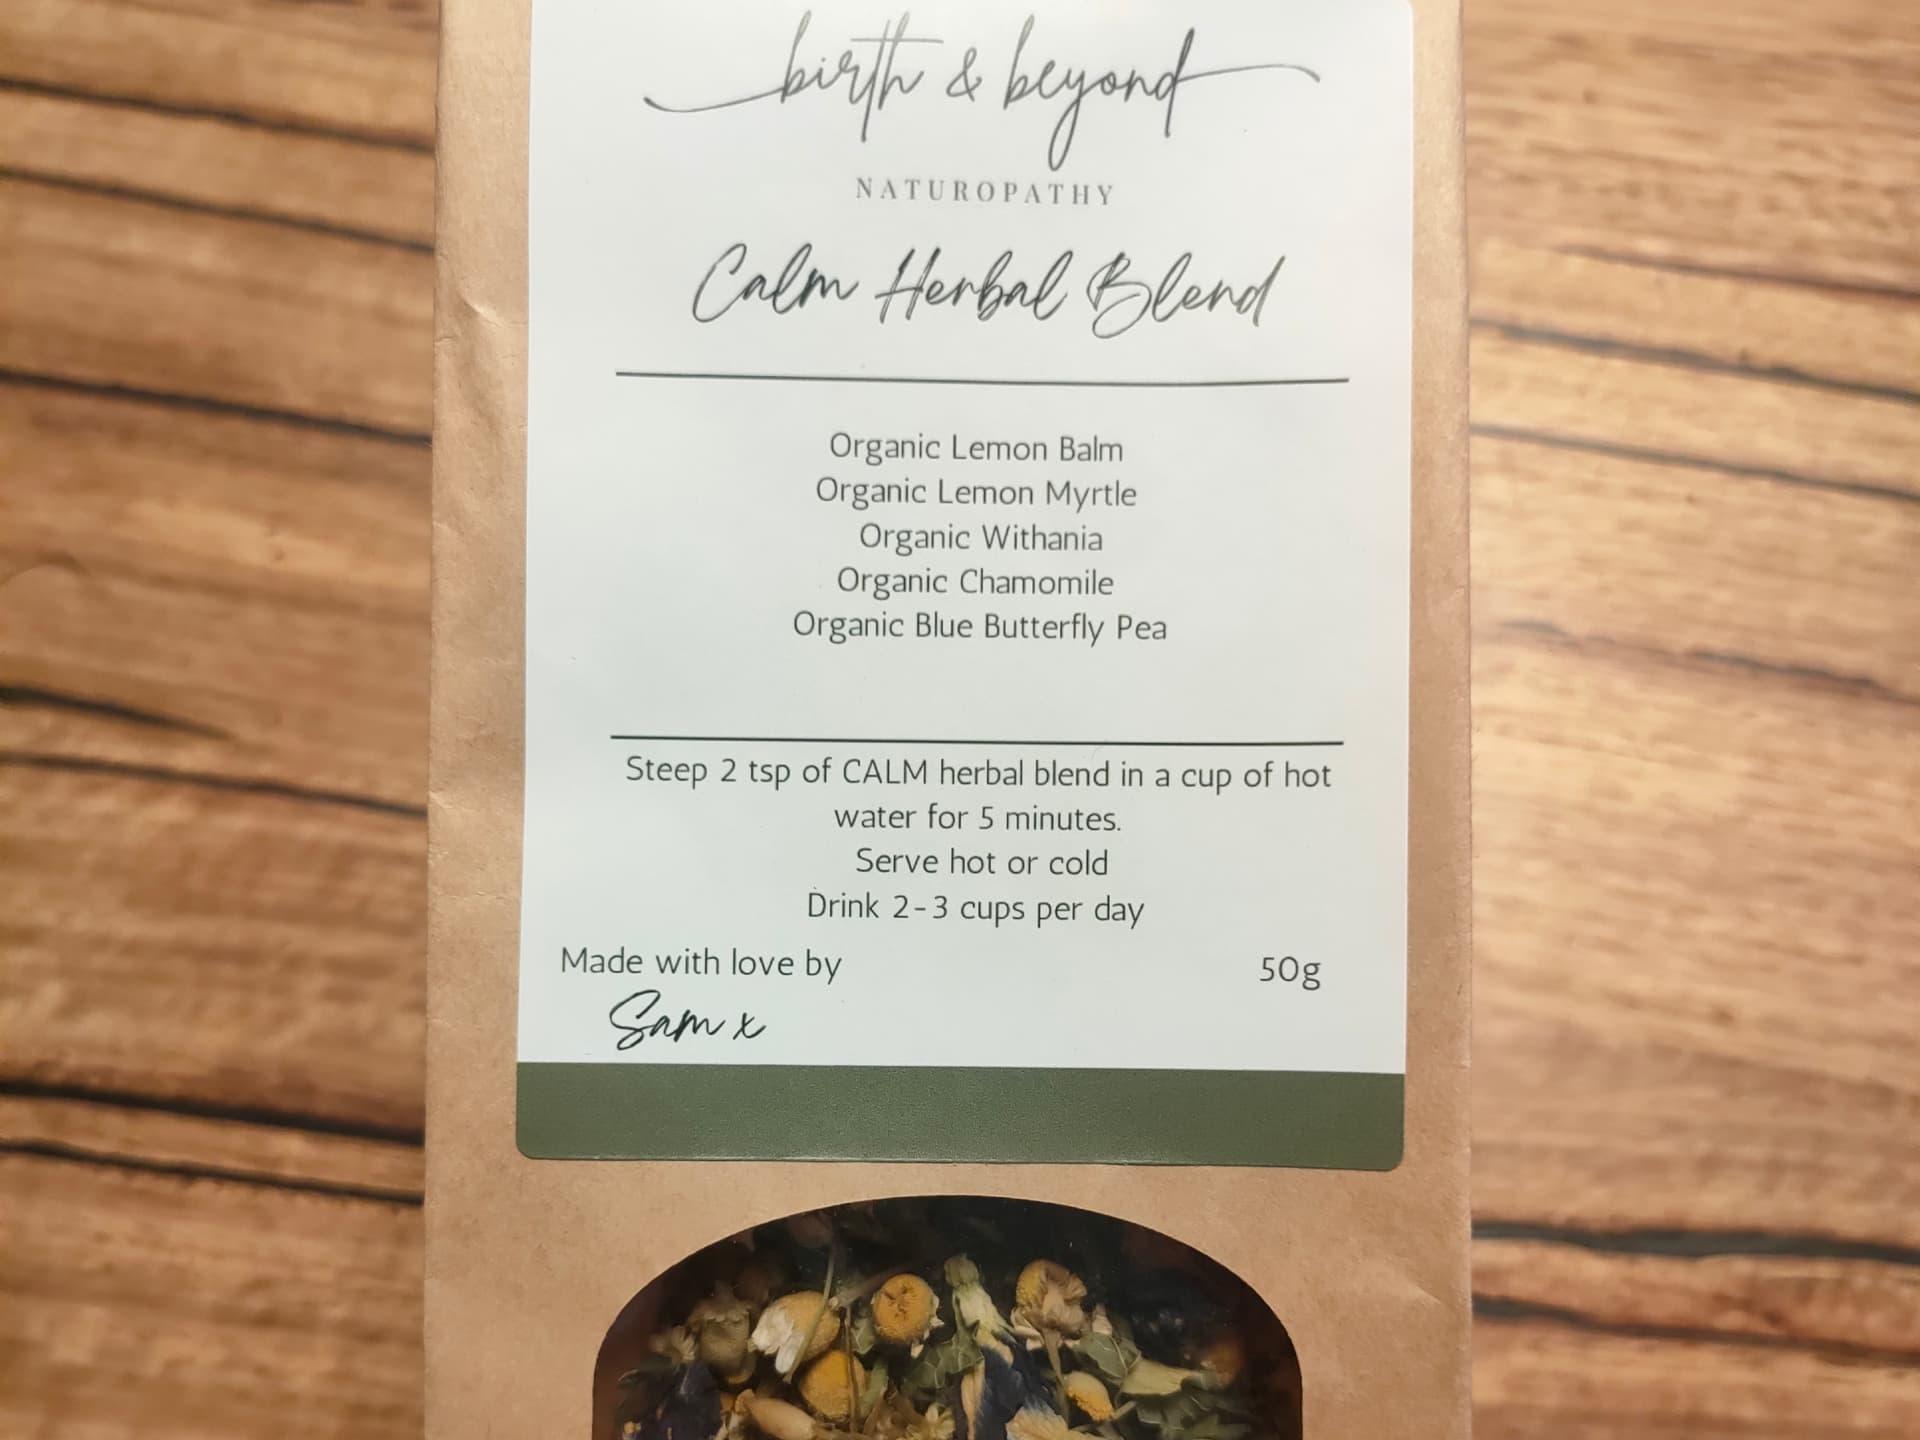 birth & beyond
NATUROPATHY
Calm Herbal Blend
Organic Lemon Balm
Organic Lemon Myrtle
Organic Withania
Organic Chamomile
Organic Blue Butterfly Pea
Steep 2 tsp of CALM herbal blend in a cup of hot
water for 5 minutes.
Serve hot or cold
Drink 2-3 cups per day
Made with love by
50g
Sam x